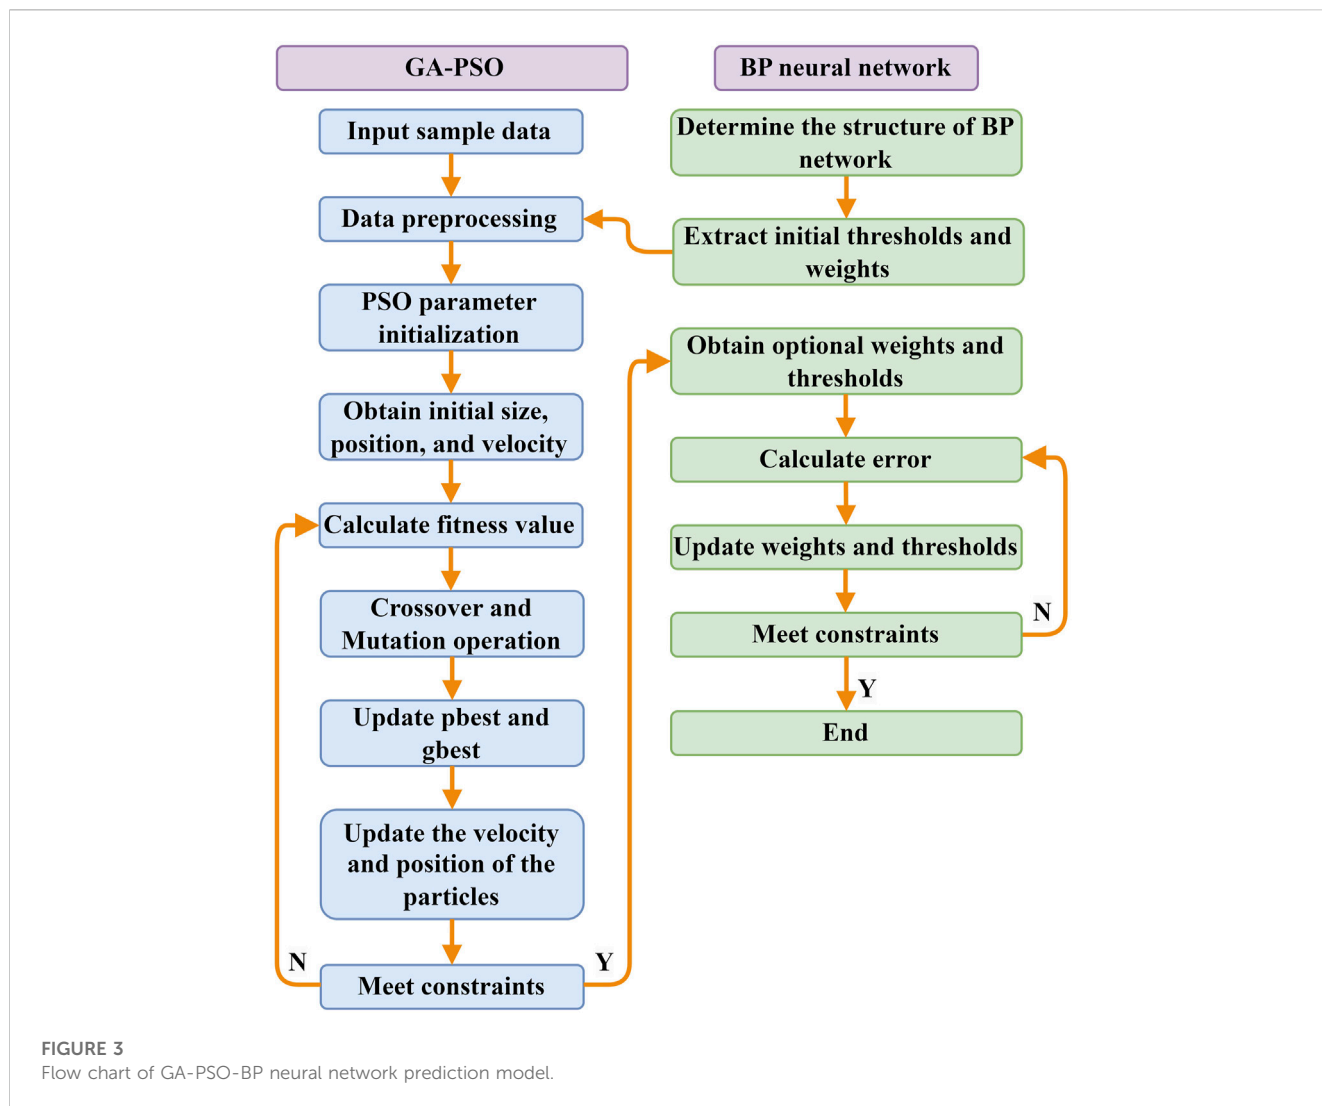 GA-PSO
Input sample data
Data preprocessing
PSO parameter
initialization
Obtain initial size,
position, and velocity
Calculate fitness value
Crossover and
Mutation operation
Update pbest and
gbest
Update the velocity
and position of the
particles
N
Y
Meet constraints
BP neural network
Determine the structure of BP
network
Extract initial thresholds and
weights
Obtain optional weights and
thresholds
Calculate error
Update weights and thresholds
N
Meet constraints
Y
End
FIGURE 3
Flow chart of GA-PSO-BP neural network prediction model.